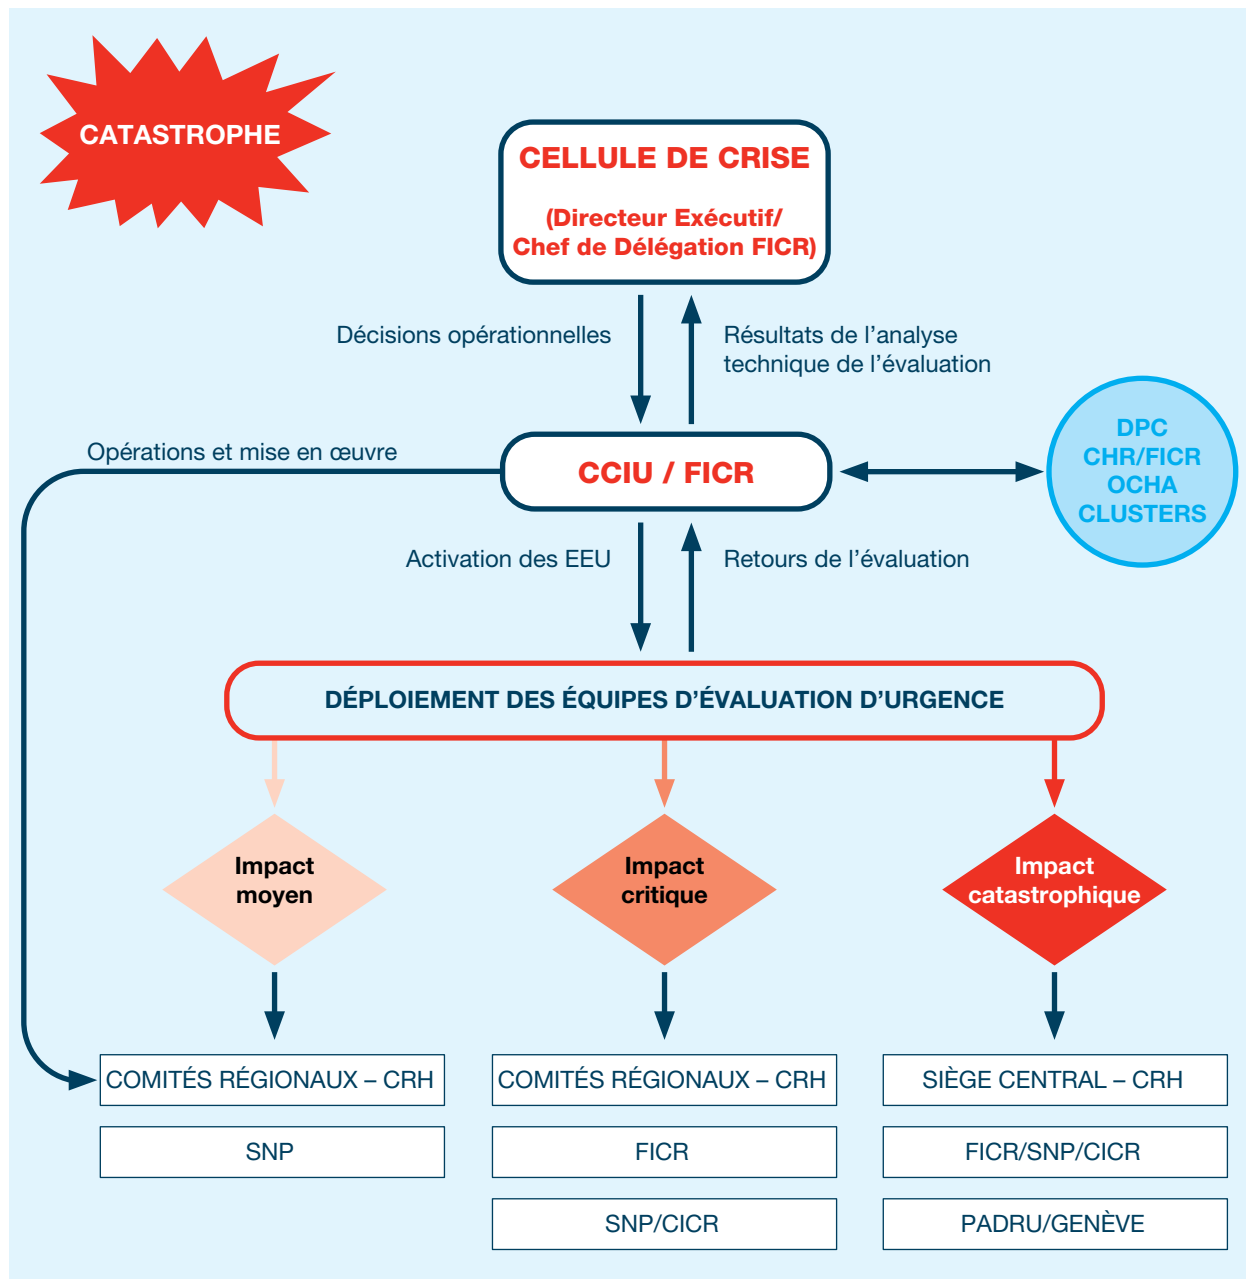 CATASTROPHE
CELLULE DE CRISE
(Directeur Exécutif/
Chef de Délégation FICR)
Décisions opérationnelles
Résultats de l’analyse
technique de l’évaluation
Opérations et mise en œuvre
CCIU / FICR
DPC
CHR/FICR
OCHA
CLUSTERS
Activation des EEU
Retours de l’évaluation
DÉPLOIEMENT DES ÉQUIPES D’ÉVALUATION D’URGENCE
Impact
moyen
Impact
critique
Impact
catastrophique
COMITÉS RÉGIONAUX – CRH
SNP
COMITÉS RÉGIONAUX – CRH
FICR
SNP/CICR
SIÈGE CENTRAL – CRH
FICR/SNP/CICR
PADRU/GENÈVE